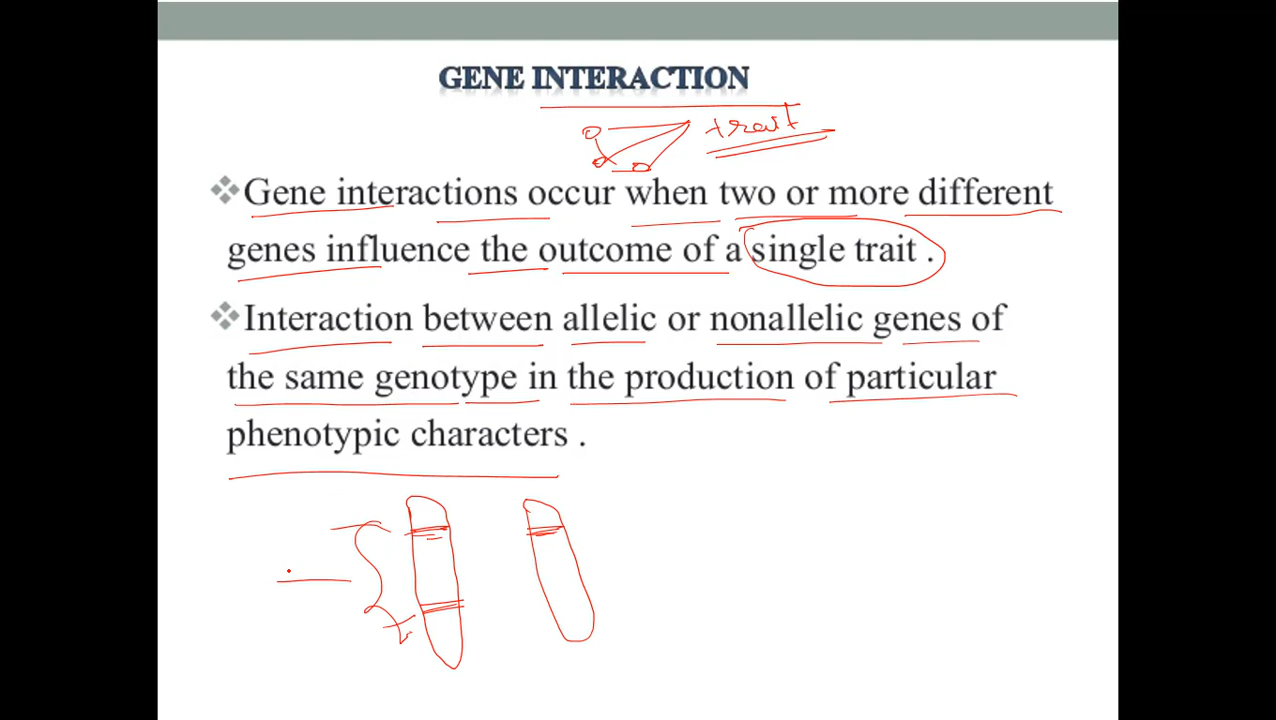 GENE INTERACTION
trait
❖Gene interactions occur when two or more different
genes influence the outcome of a single trait .
❖Interaction between allelic or nonallelic genes of
the same genotype in the production of particular
phenotypic characters .